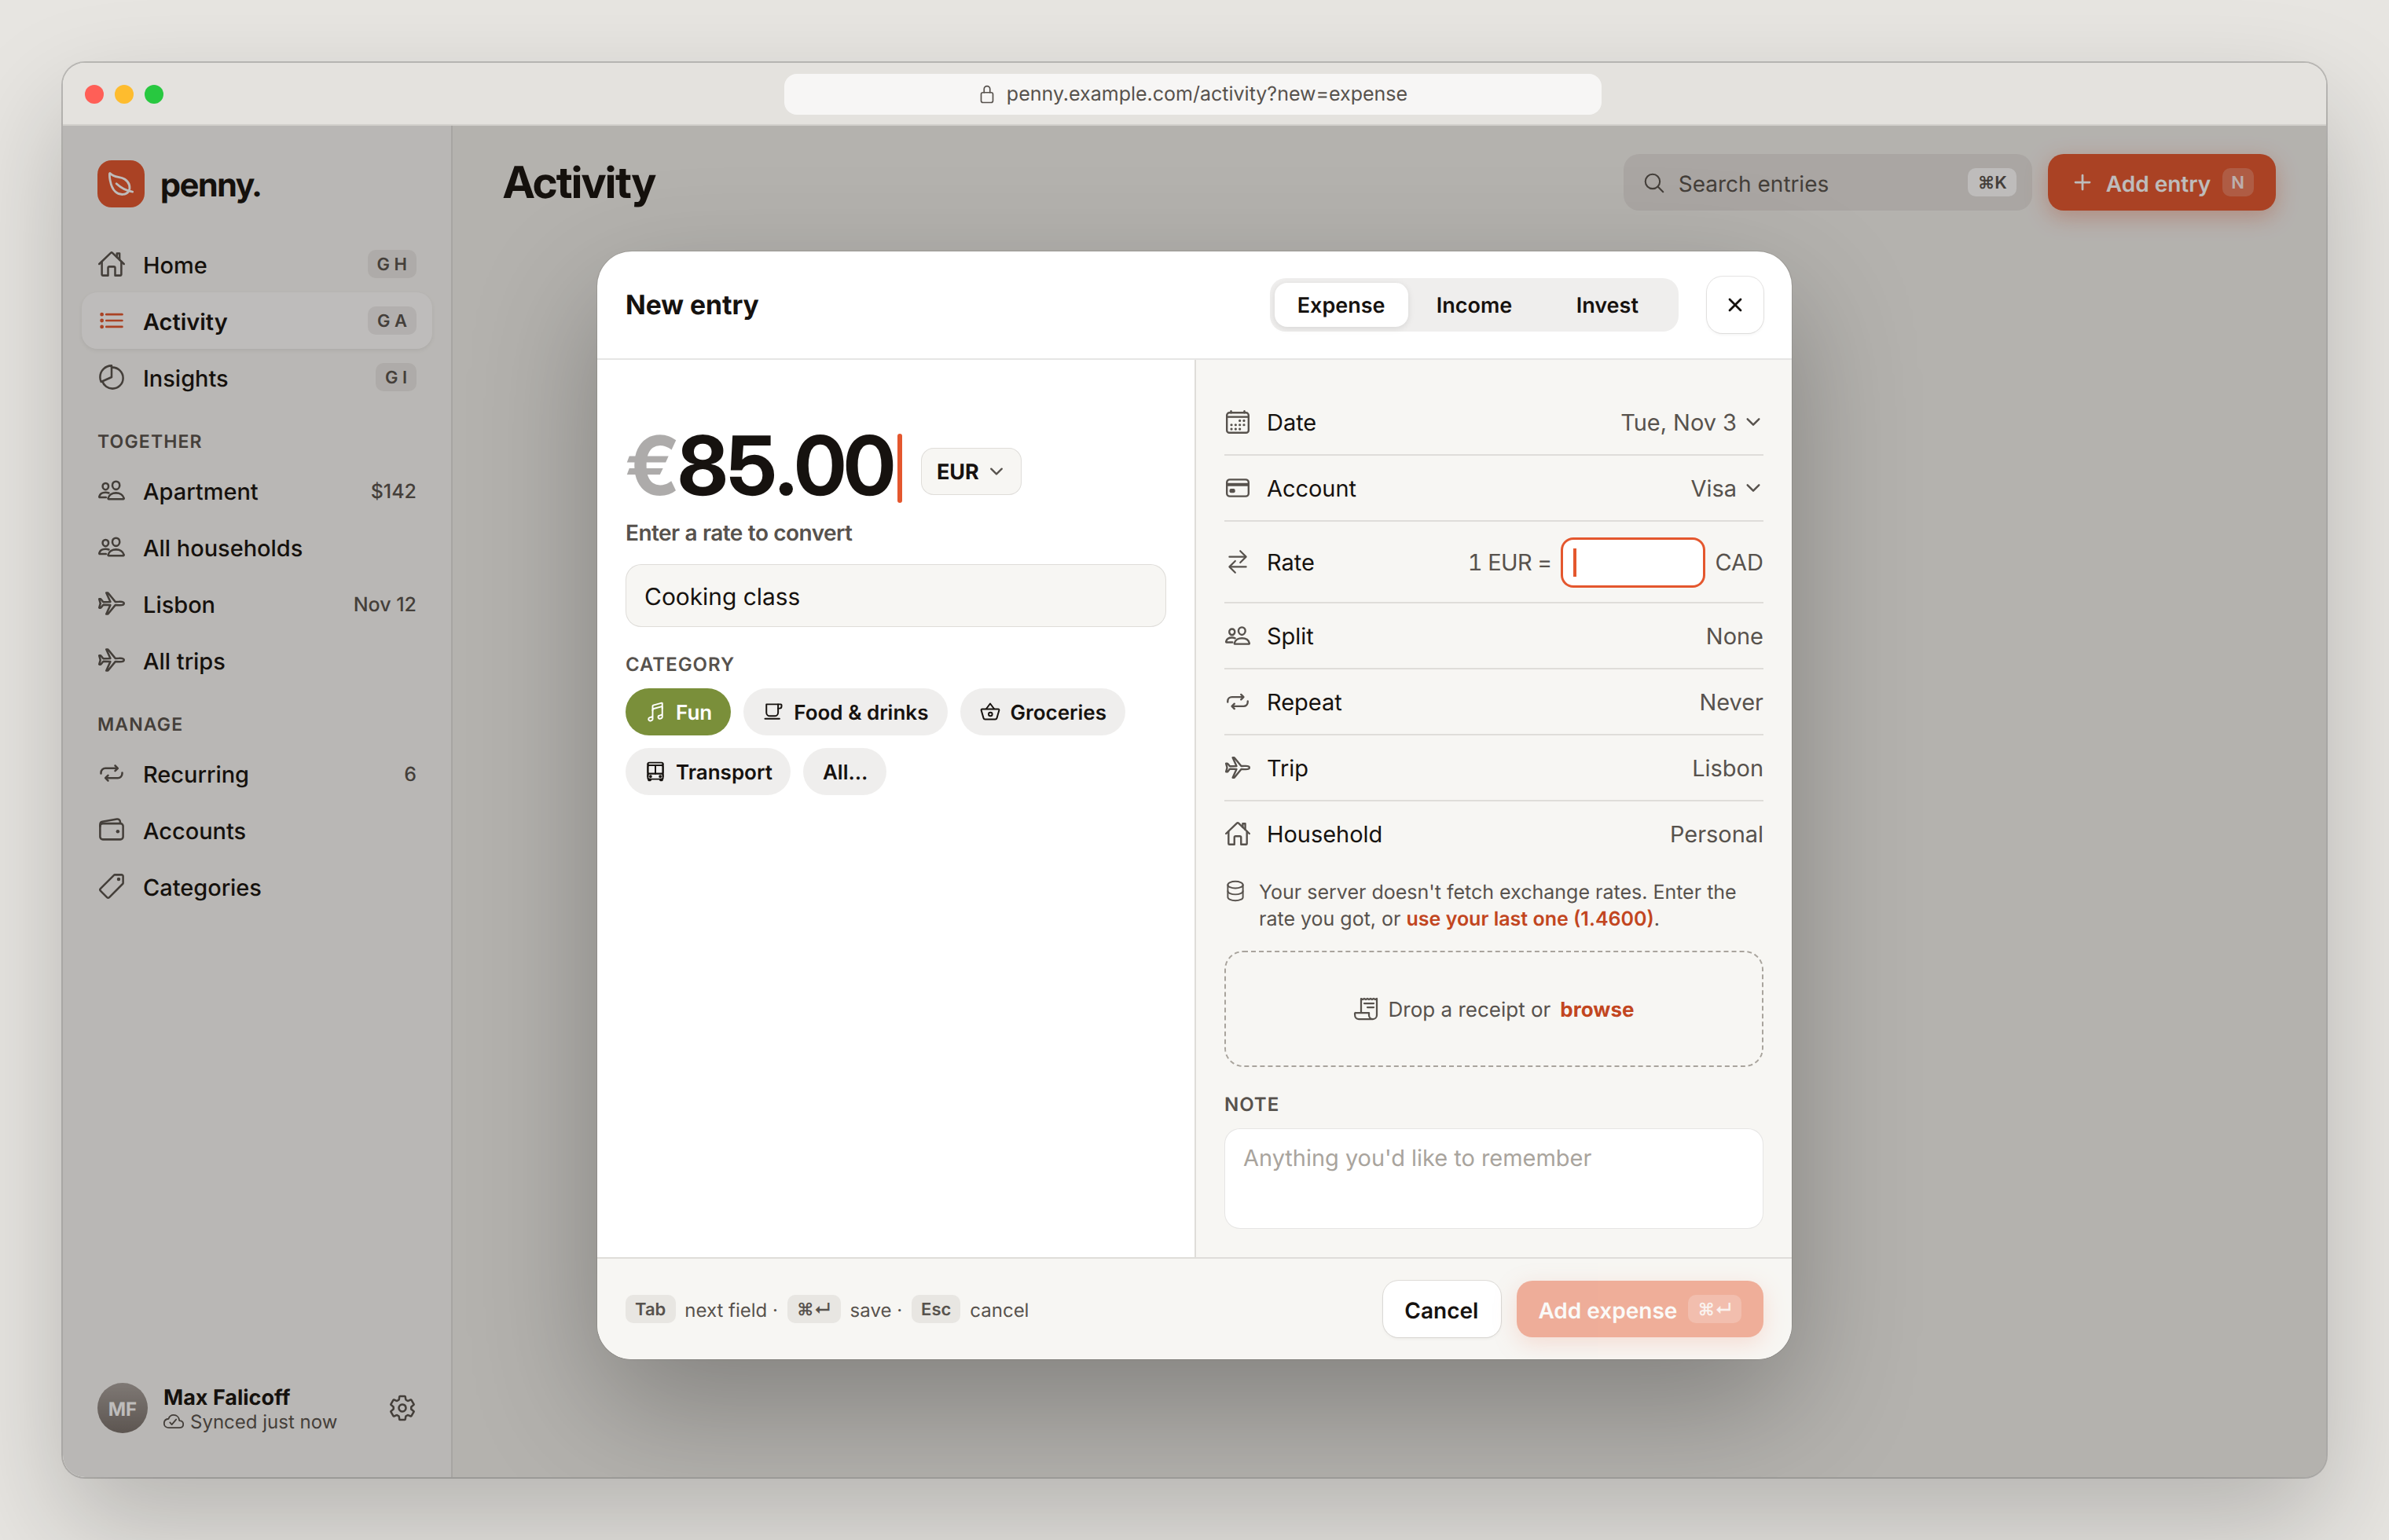 penny.example.com/activity?new=expense
penny.
Activity
Search entries ⌘K
+ Add entry N
Home G H
Activity G A
Insights G I
TOGETHER
Apartment $142
All households
Lisbon Nov 12
All trips
MANAGE
Recurring 6
Accounts
Categories
MF
Max Falicoff
Synced just now
New entry
Expense Income Invest
€85.00 EUR
Enter a rate to convert
Cooking class
CATEGORY
Fun Food & drinks Groceries
Transport All...
Date Tue, Nov 3
Account Visa
Rate 1 EUR = CAD
Split None
Repeat Never
Trip Lisbon
Household Personal
Your server doesn't fetch exchange rates. Enter the
rate you got, or use your last one (1.4600).
Drop a receipt or browse
NOTE
Anything you'd like to remember
Tab next field · ⌘↵ save · Esc cancel
Cancel
Add expense ⌘↵